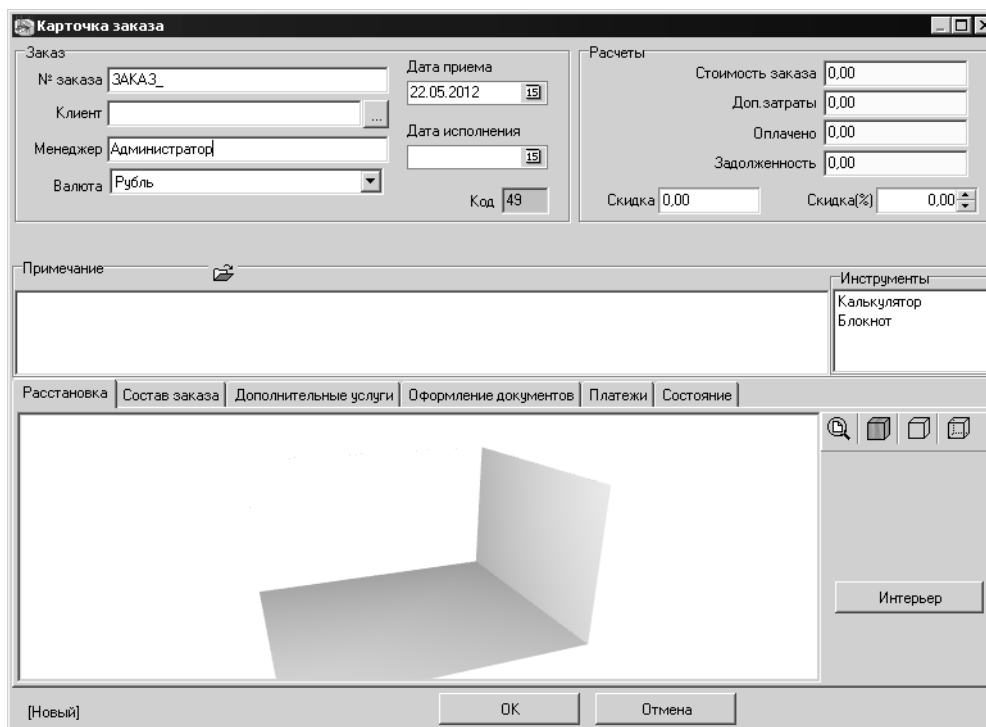 Карточка заказа
Заказ
№ заказа ЗАКАЗ_
Клиент ...
Менеджер Администратор
Валюта Рубль
Дата приема
22.05.2012 15
Дата исполнения
15
Код 49
Расчеты
Стоимость заказа 0,00
Доп.затраты 0,00
Оплачено 0,00
Задолженность 0,00
Скидка 0,00 Скидка(%) 0,00
Примечание
Инструменты
Калькулятор
Блокнот
Расстановка Состав заказа Дополнительные услуги Оформление документов Платежи Состояние
Интерьер
[Новый] OK Отмена